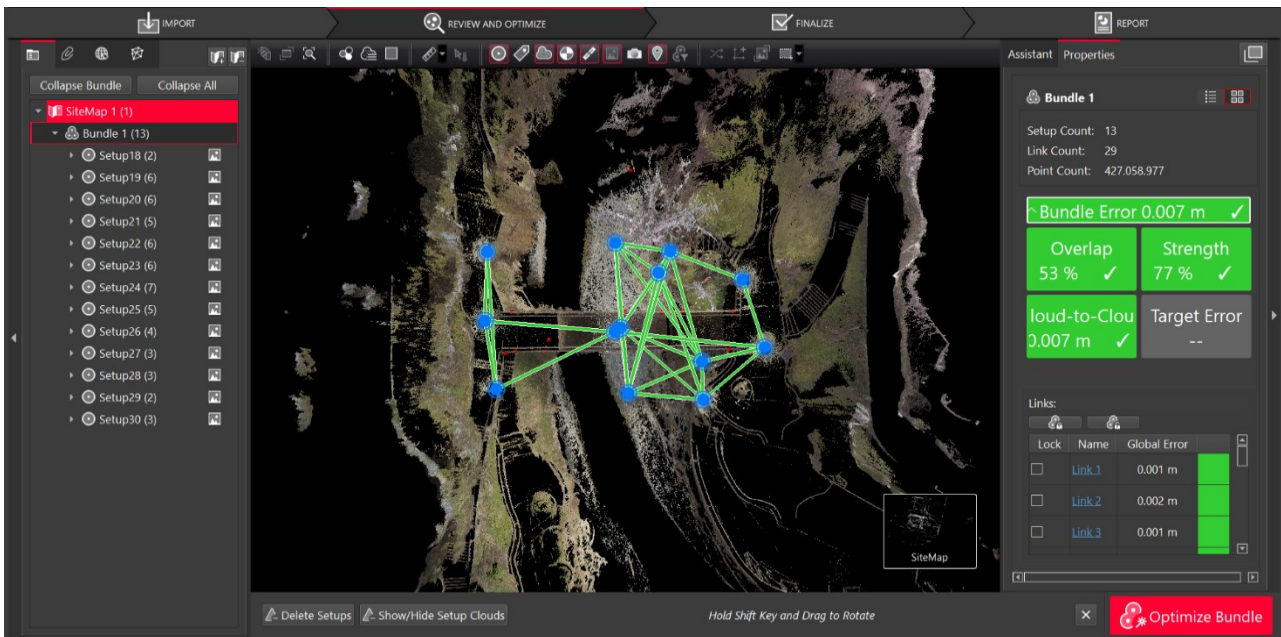 IMPORT
REVIEW AND OPTIMIZE
FINALIZE
REPORT
Collapse Bundle
Collapse All
SiteMap 1 (1)
Bundle 1 (13)
Setup18 (2)
Setup19 (6)
Setup20 (6)
Setup21 (5)
Setup22 (6)
Setup23 (6)
Setup24 (7)
Setup25 (5)
Setup26 (4)
Setup27 (3)
Setup28 (3)
Setup29 (2)
Setup30 (3)
SiteMap
Delete Setups
Show/Hide Setup Clouds
Hold Shift Key and Drag to Rotate
Assistant Properties
Bundle 1
Setup Count: 13
Link Count: 29
Point Count: 427.058.977
Bundle Error 0.007 m ✓
Overlap
53 % ✓
Strength
77 % ✓
loud-to-Clou
0.007 m ✓
Target Error
--
Links:
Lock Name Global Error
Link 1 0.001 m
Link 2 0.002 m
Link 3 0.001 m
Optimize Bundle